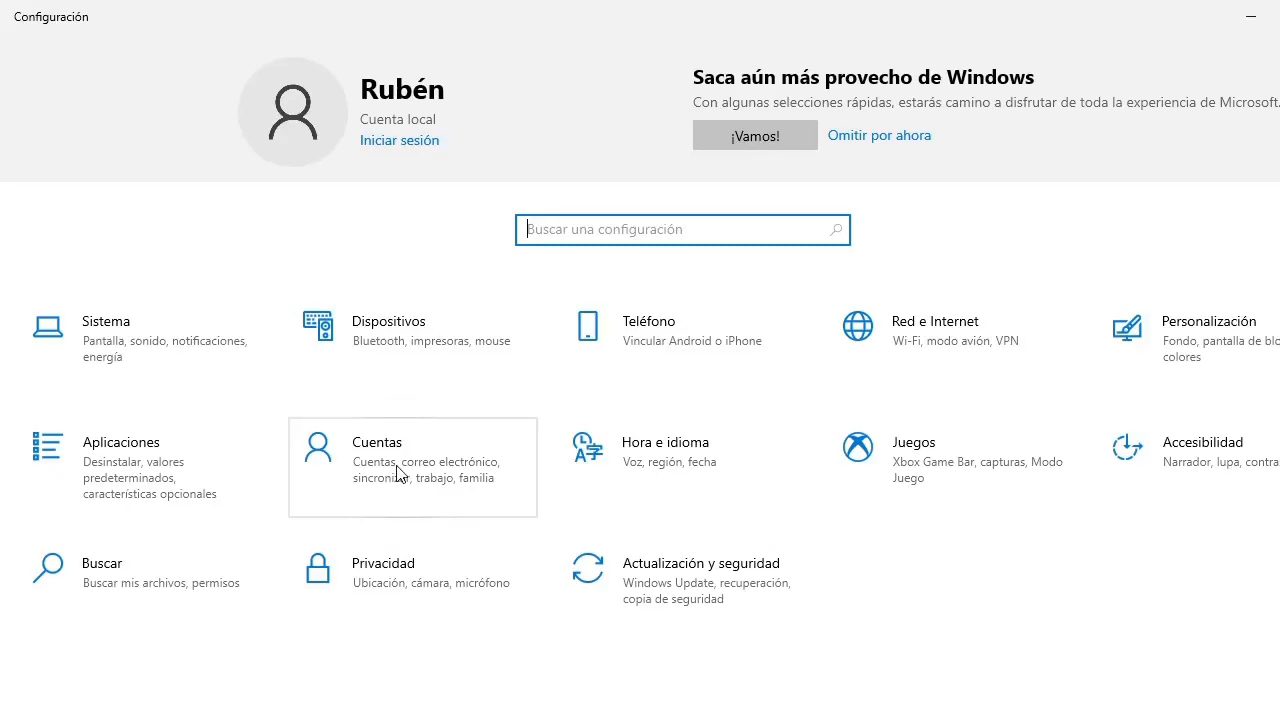 Configuración
Rubén
Cuenta local
Iniciar sesión
Saca aún más provecho de Windows
Con algunas selecciones rápidas, estarás camino a disfrutar de toda la experiencia de Microsoft.
¡Vamos!
Omitir por ahora
Buscar una configuración
Sistema
Pantalla, sonido, notificaciones,
energía
Dispositivos
Bluetooth, impresoras, mouse
Teléfono
Vincular Android o iPhone
Red e Internet
Wi-Fi, modo avión, VPN
Personalización
Fondo, pantalla de
colores
Aplicaciones
Desinstalar, valores
predeterminados,
características opcionales
Cuentas
Cuentas, correo electrónico,
sincronizar, trabajo, familia
Hora e idioma
Voz, región, fecha
Juegos
Xbox Game Bar, capturas, Modo
Juego
Accesibilidad
Narrador, lupa,
Buscar
Buscar mis archivos, permisos
Privacidad
Ubicación, cámara, micrófono
Actualización y seguridad
Windows Update, recuperación,
copia de seguridad